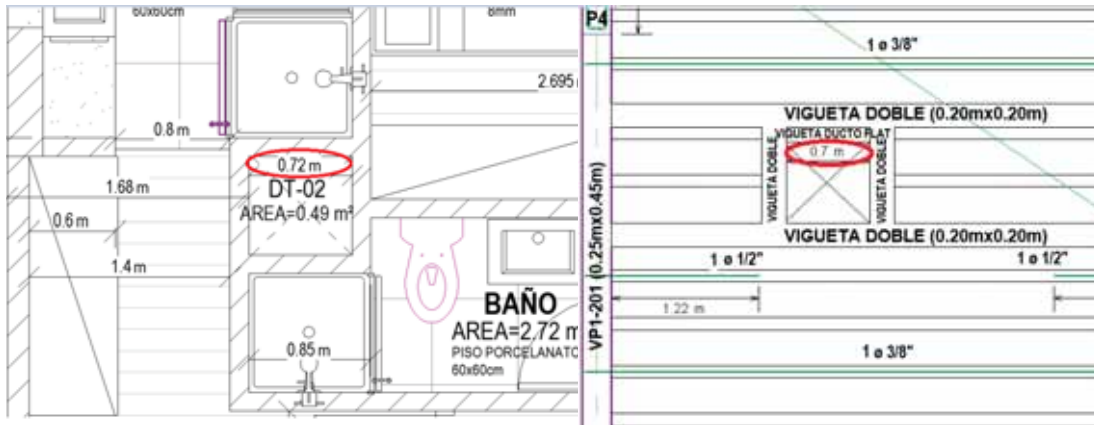 60x60cm
8mm
2.695
0.8 m
0.72 m
DT-02
AREA=0.49 m²
1.68 m
0.6 m
1.4 m
BAÑO
AREA=2.72 m
PISO PORCELANATO
60x60cm
0.85 m
P4
1 ø 3/8"
VIGUETA DOBLE (0.20mx0.20m)
VIGUETA DUCTO FLAT
0.7 m
VIGUETA DOBLE
VIGUETA DOBLE
VIGUETA DOBLE (0.20mx0.20m)
1 ø 1/2"
1 ø 1/2"
1.22 m
VP1-201 (0.25mx0.45m)
1 ø 3/8"